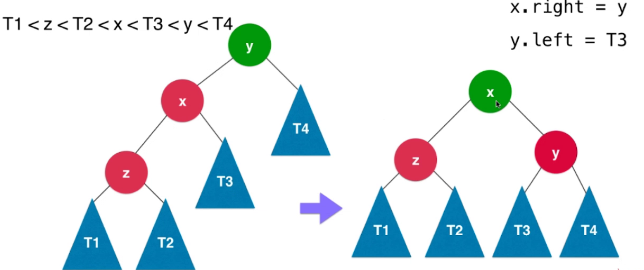 T1 < z < T2 < x < T3 < y < T4
x.right = y
y.left = T3
y
x
T4
z
T3
T1
T2
x
z
y
T1
T2
T3
T4